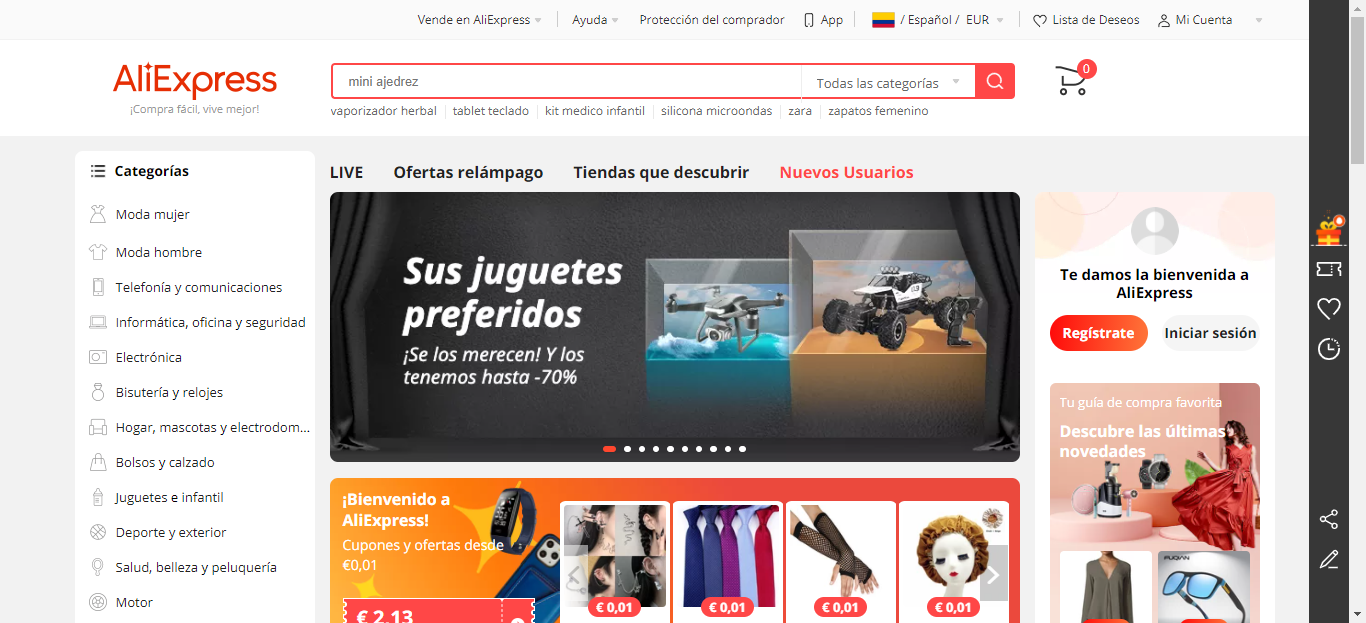 Vende en AliExpress
Ayuda
Protección del comprador
App
/ Español / EUR
Lista de Deseos
Mi Cuenta
AliExpress
¡Compra fácil, vive mejor!
mini ajedrez
Todas las categorías
0
vaporizador herbal
tablet teclado
kit medico infantil
silicona microondas
zara
zapatos femenino
Categorías
Moda mujer
Moda hombre
Telefonía y comunicaciones
Informática, oficina y seguridad
Electrónica
Bisutería y relojes
Hogar, mascotas y electrodom...
Bolsos y calzado
Juguetes e infantil
Deporte y exterior
Salud, belleza y peluquería
Motor
LIVE
Ofertas relámpago
Tiendas que descubrir
Nuevos Usuarios
Sus juguetes
preferidos
¡Se los merecen! Y los
tenemos hasta -70%
¡Bienvenido a
AliExpress!
Cupones y ofertas desde
€0,01
€ 2,13
€ 0,01
€ 0,01
€ 0,01
€ 0,01
Te damos la bienvenida a
AliExpress
Regístrate
Iniciar sesión
Tu guía de compra favorita
Descubre las últimas
novedades